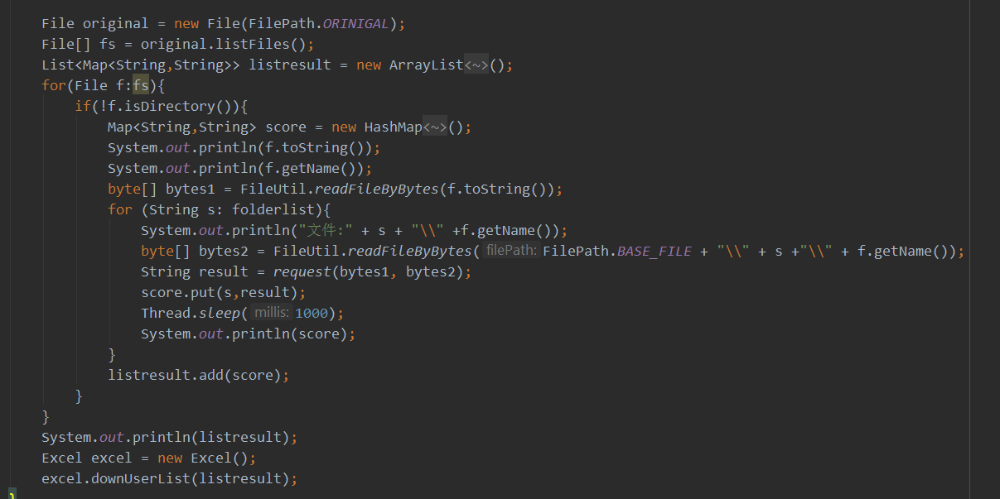 File original = new File(FilePath.ORINIGAL);
File[] fs = original.listFiles();
List<Map<String,String>> listresult = new ArrayList<~>();
for(File f:fs){
if(!f.isDirectory()){
Map<String,String> score = new HashMap<~>();
System.out.println(f.toString());
System.out.println(f.getName());
byte[] bytes1 = FileUtil.readFileByBytes(f.toString());
for (String s: folderlist){
System.out.println("文件:" + s + "\\" +f.getName());
byte[] bytes2 = FileUtil.readFileByBytes( filePath: FilePath.BASE_FILE + "\\" + s +"\\" + f.getName());
String result = request(bytes1, bytes2);
score.put(s,result);
Thread.sleep( millis: 1000);
System.out.println(score);
}
listresult.add(score);
}
}
System.out.println(listresult);
Excel excel = new Excel();
excel.downUserList(listresult);
}